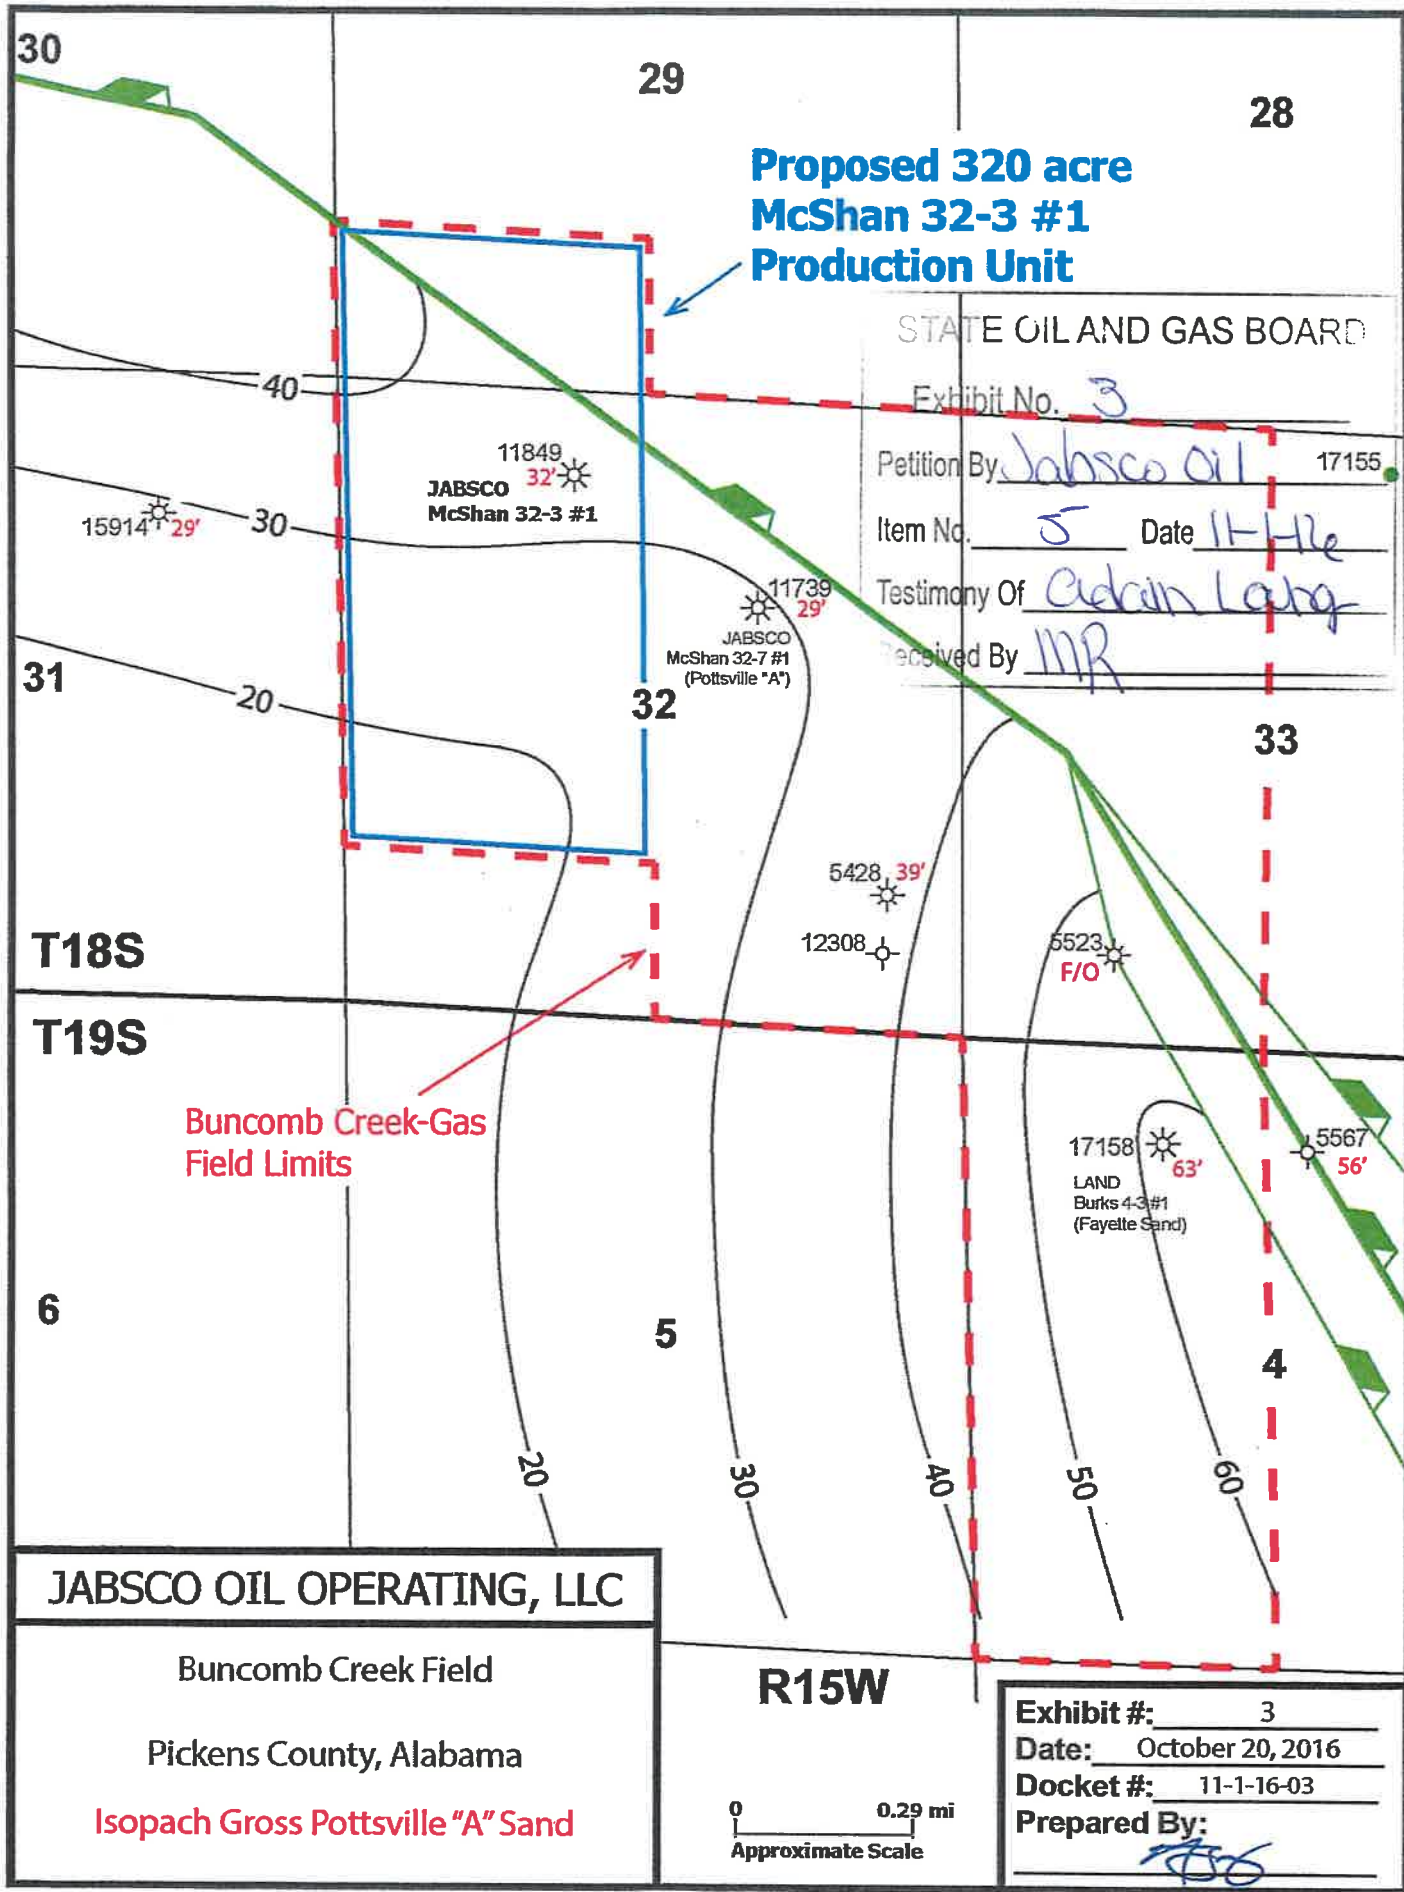 30
29
28
Proposed 320 acre
McShan 32-3 #1
Production Unit
STATE OIL AND GAS BOARD
Exhibit No. 3
Petition By Jabsco Oil
17155
Item No. 5 Date 11-1-16
Testimony Of Adam Lang
Received By MR
40
11849
32'
JABSCO
McShan 32-3 #1
15914
29'
30
11739
29'
JABSCO
McShan 32-7 #1
(Pottsville "A")
31
20
32
33
5428 39'
12308
5523
F/O
T18S
T19S
Buncomb Creek-Gas
Field Limits
17158
63'
LAND
Burks 4-3 #1
(Fayette Sand)
5567
56'
6
5
4
20
30
40
50
60
JABSCO OIL OPERATING, LLC
Buncomb Creek Field
Pickens County, Alabama
Isopach Gross Pottsville "A" Sand
R15W
0 0.29 mi
Approximate Scale
Exhibit #: 3
Date: October 20, 2016
Docket #: 11-1-16-03
Prepared By: